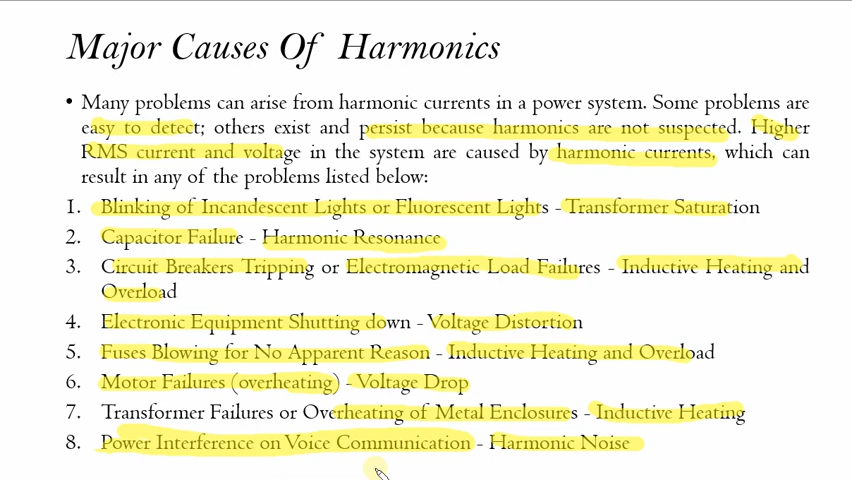 Major Causes Of Harmonics
• Many problems can arise from harmonic currents in a power system. Some problems are
easy to detect; others exist and persist because harmonics are not suspected. Higher
RMS current and voltage in the system are caused by harmonic currents, which can
result in any of the problems listed below:
1. Blinking of Incandescent Lights or Fluorescent Lights - Transformer Saturation
2. Capacitor Failure - Harmonic Resonance
3. Circuit Breakers Tripping or Electromagnetic Load Failures - Inductive Heating and
Overload
4. Electronic Equipment Shutting down - Voltage Distortion
5. Fuses Blowing for No Apparent Reason - Inductive Heating and Overload
6. Motor Failures (overheating) - Voltage Drop
7. Transformer Failures or Overheating of Metal Enclosures - Inductive Heating
8. Power Interference on Voice Communication - Harmonic Noise